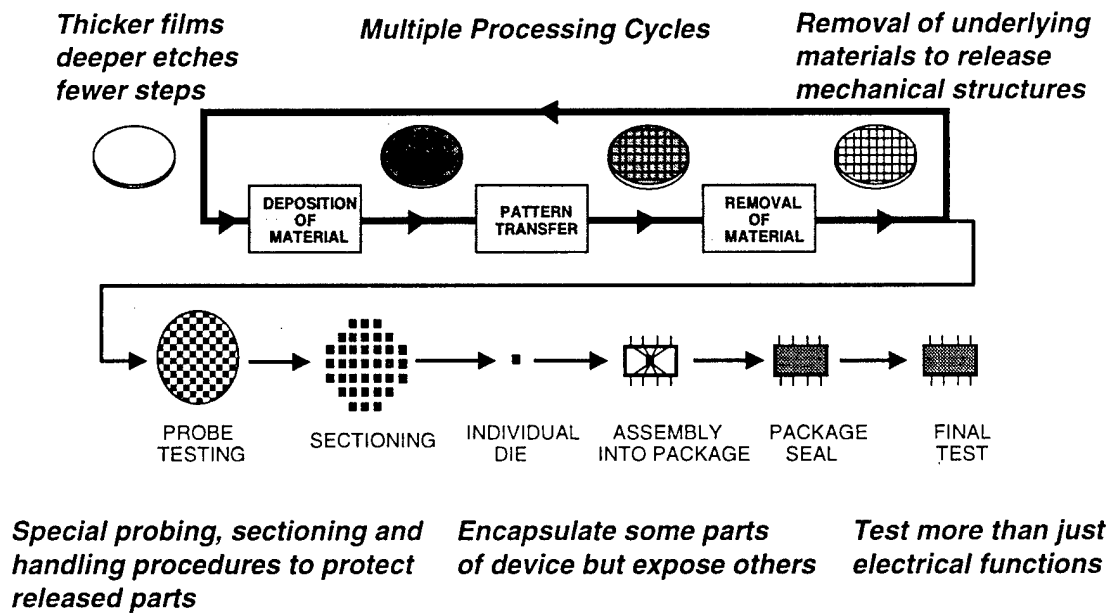 Thicker films
deeper etches
fewer steps
Multiple Processing Cycles
Removal of underlying
materials to release
mechanical structures
DEPOSITION
OF
MATERIAL
PATTERN
TRANSFER
REMOVAL
OF
MATERIAL
PROBE
TESTING
SECTIONING
INDIVIDUAL
DIE
ASSEMBLY
INTO PACKAGE
PACKAGE
SEAL
FINAL
TEST
Special probing, sectioning and
handling procedures to protect
released parts
Encapsulate some parts
of device but expose others
Test more than just
electrical functions